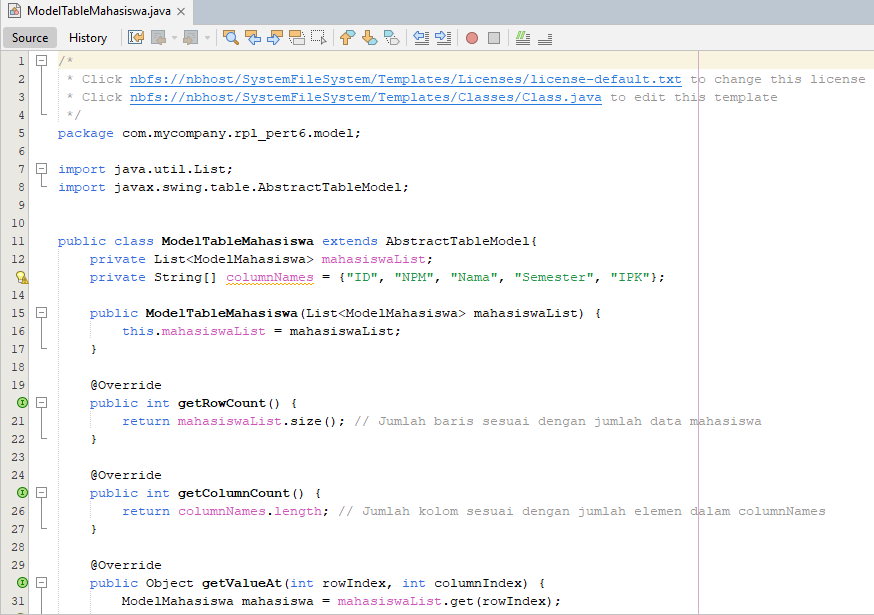 ModelTableMahasiswa.java
Source History
1 /*
2 * Click nbfs://nbhost/SystemFileSystem/Templates/Licenses/license-default.txt to change this license
3 * Click nbfs://nbhost/SystemFileSystem/Templates/Classes/Class.java to edit this template
4 */
5 package com.mycompany.rpl_pert6.model;
6
7 import java.util.List;
8 import javax.swing.table.AbstractTableModel;
9
10
11 public class ModelTableMahasiswa extends AbstractTableModel{
12 private List<ModelMahasiswa> mahasiswaList;
private String[] columnNames = {"ID", "NPM", "Nama", "Semester", "IPK"};
14
15 public ModelTableMahasiswa(List<ModelMahasiswa> mahasiswaList) {
16 this.mahasiswaList = mahasiswaList;
17 }
18
19 @Override
public int getRowCount() {
21 return mahasiswaList.size(); // Jumlah baris sesuai dengan jumlah data mahasiswa
22 }
23
24 @Override
public int getColumnCount() {
26 return columnNames.length; // Jumlah kolom sesuai dengan jumlah elemen dalam columnNames
27 }
28
29 @Override
public Object getValueAt(int rowIndex, int columnIndex) {
31 ModelMahasiswa mahasiswa = mahasiswaList.get(rowIndex);